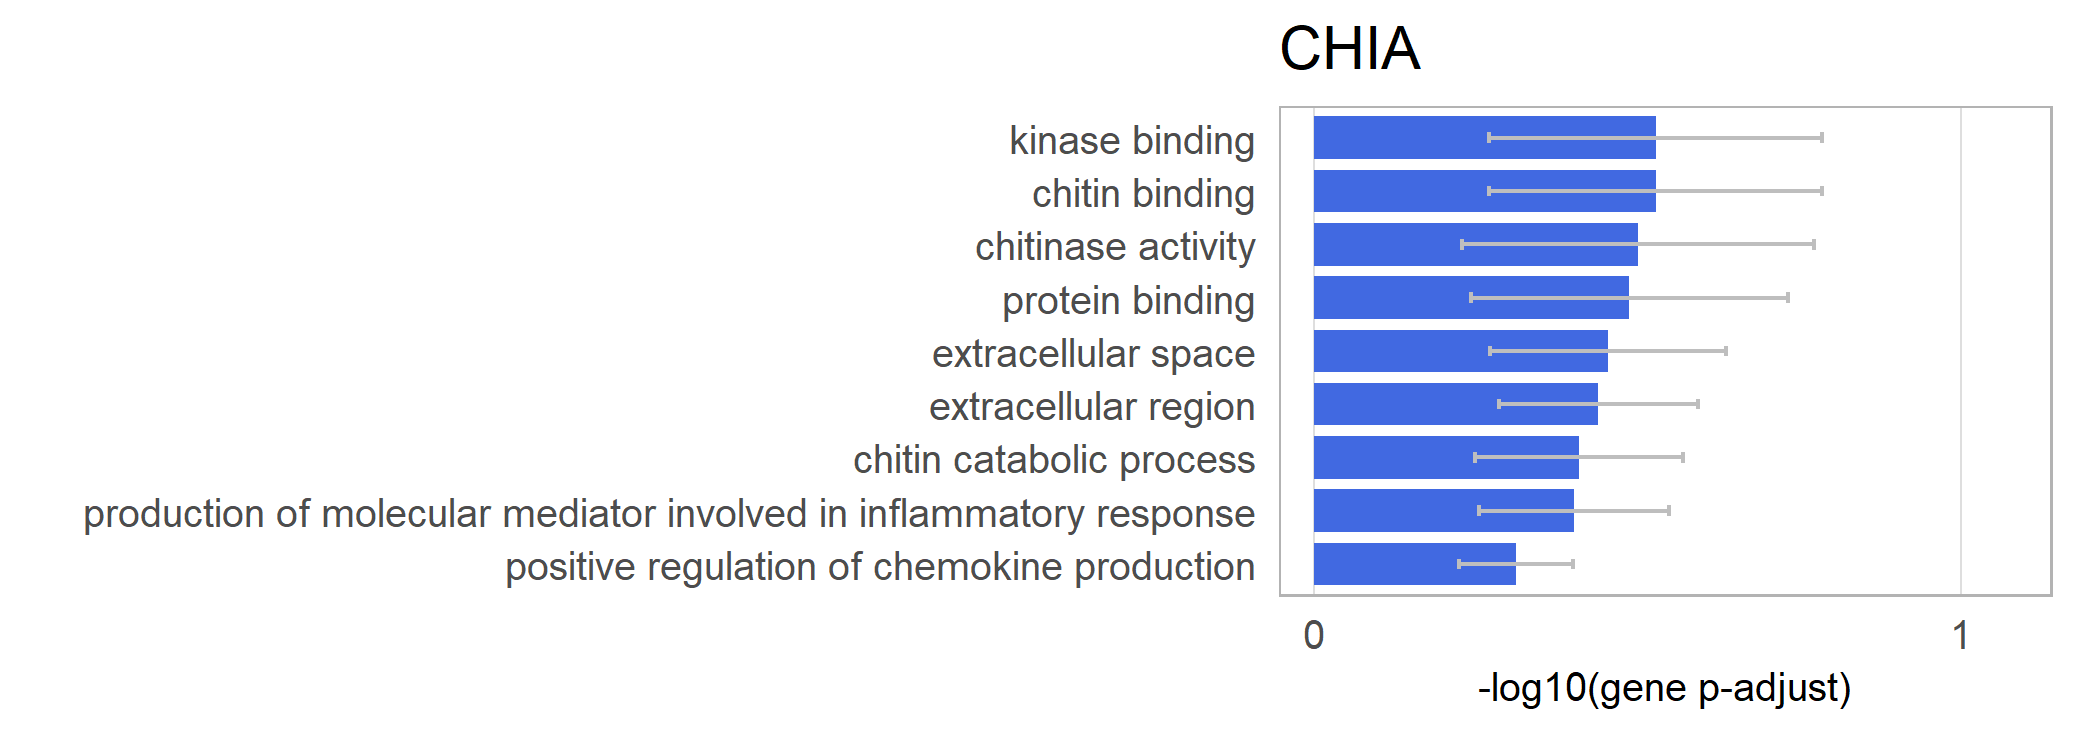 CHIA
kinase binding
chitin binding
chitinase activity
protein binding
extracellular space
extracellular region
chitin catabolic process
production of molecular mediator involved in inflammatory response
positive regulation of chemokine production
0 1
-log10(gene p-adjust)